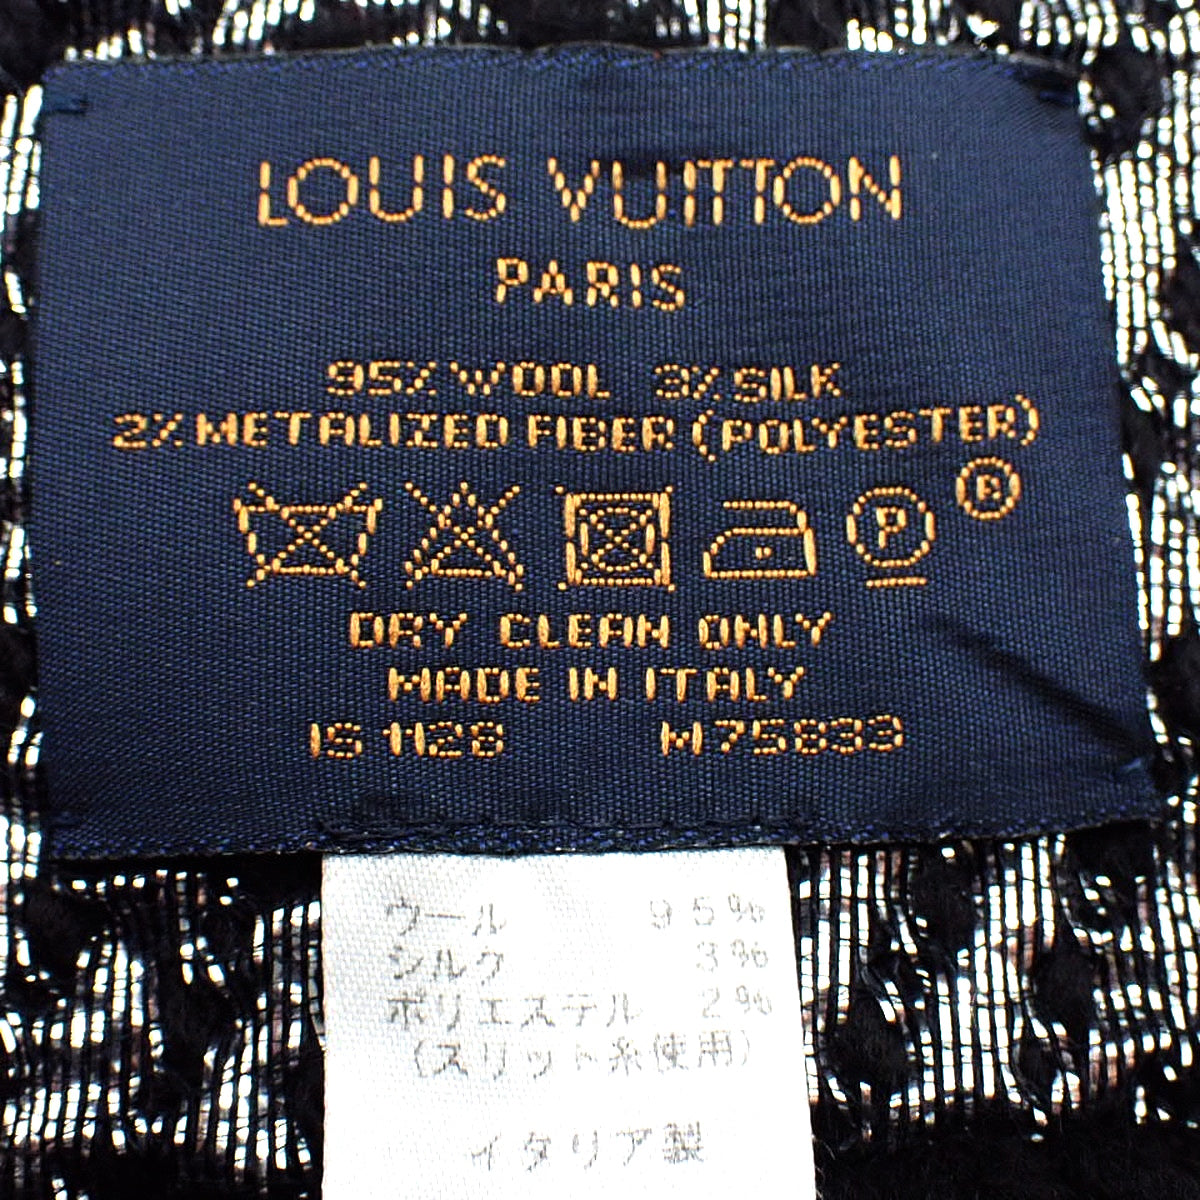 LOUIS VUITTON
PARIS
95% WOOL 3% SILK
2% METALIZED FIBER (POLYESTER)
P
®
DRY CLEAN ONLY
MADE IN ITALY
IS 1128 M75833
ウール 95%
シルク 3%
ポリエステル 2%
(スリット糸使用)
イタリア製